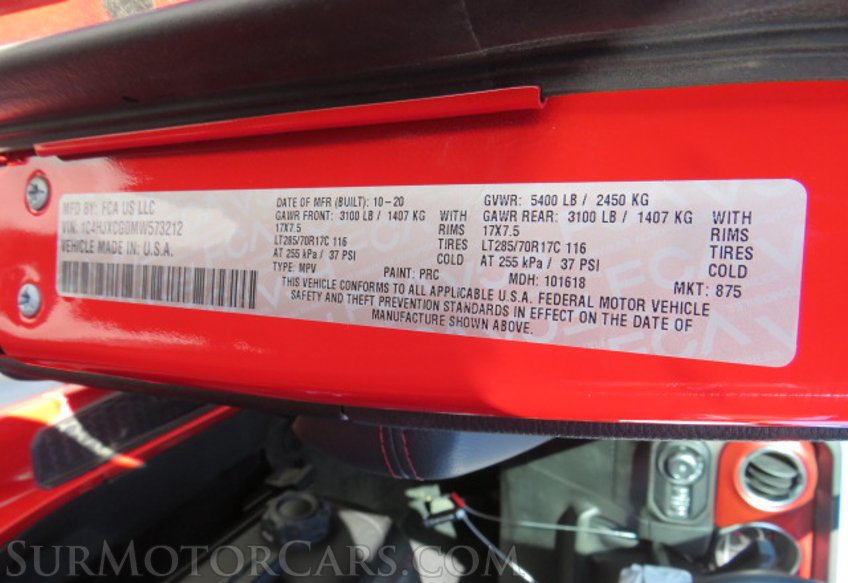 MFD BY: FCA US LLC
VIN: 1C4HJXCG0MW573212
VEHICLE MADE IN: U.S.A.
DATE OF MFR (BUILT): 10-20
GAWR FRONT: 3100 LB / 1407 KG WITH
17X7.5 RIMS
LT285/70R17C 116 TIRES
AT 255 kPa / 37 PSI COLD
TYPE: MPV PAINT: PRC
GVWR: 5400 LB / 2450 KG
GAWR REAR: 3100 LB / 1407 KG WITH
17X7.5 RIMS
LT285/70R17C 116 TIRES
AT 255 kPa / 37 PSI COLD
MDH: 101618 MKT: 875
THIS VEHICLE CONFORMS TO ALL APPLICABLE U.S.A. FEDERAL MOTOR VEHICLE
SAFETY AND THEFT PREVENTION STANDARDS IN EFFECT ON THE DATE OF
MANUFACTURE SHOWN ABOVE.
SurMotorCars.com